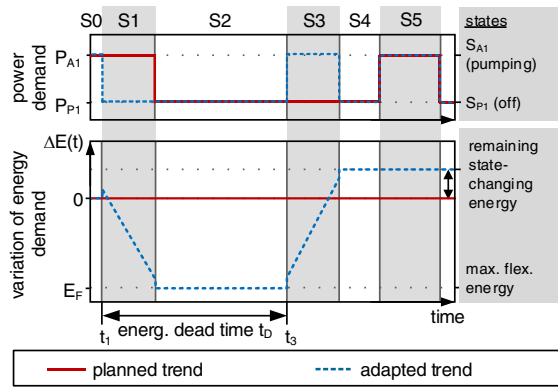 S0 S1 S2 S3 S4 S5 states
power demand
P_A1
P_P1
S_A1 (pumping)
S_P1 (off)
variation of energy demand
ΔE(t)
0
E_F
remaining state-changing energy
max. flex. energy
time
t_1 energ. dead time t_D t_3
planned trend adapted trend